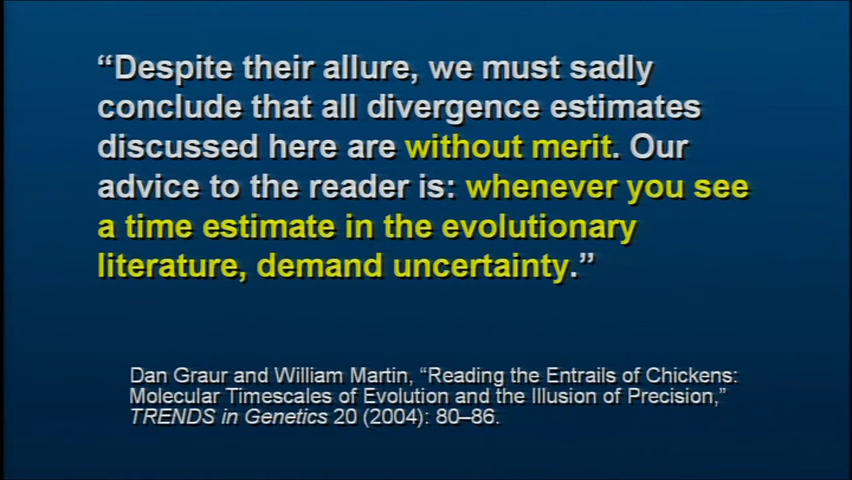 “Despite their allure, we must sadly
conclude that all divergence estimates
discussed here are without merit. Our
advice to the reader is: whenever you see
a time estimate in the evolutionary
literature, demand uncertainty.”
Dan Graur and William Martin, “Reading the Entrails of Chickens:
Molecular Timescales of Evolution and the Illusion of Precision,”
TRENDS in Genetics 20 (2004): 80–86.